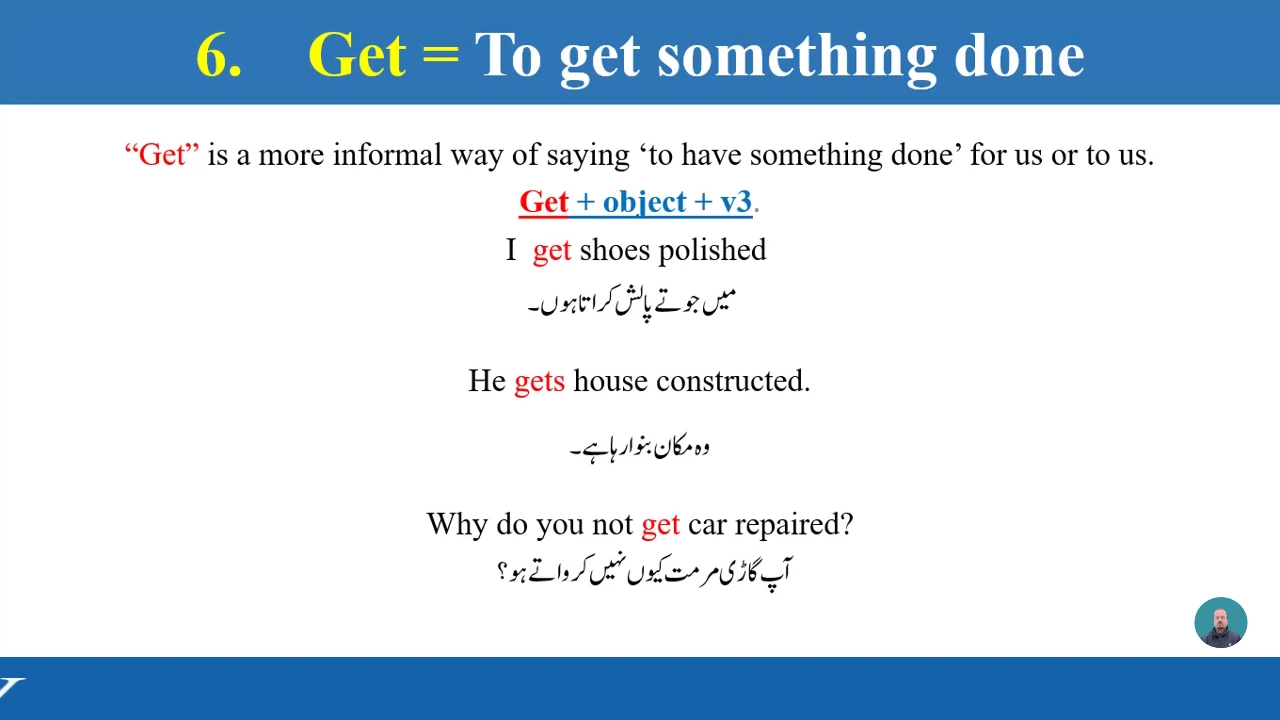 6. Get = To get something done
“Get” is a more informal way of saying ‘to have something done’ for us or to us.
Get + object + v3.
I get shoes polished
میں جوتے پالش کراتا ہوں۔
He gets house constructed.
وہ مکان بنوا رہا ہے۔
Why do you not get car repaired?
آپ گاڑی مرمت کیوں نہیں کرواتے ہو؟